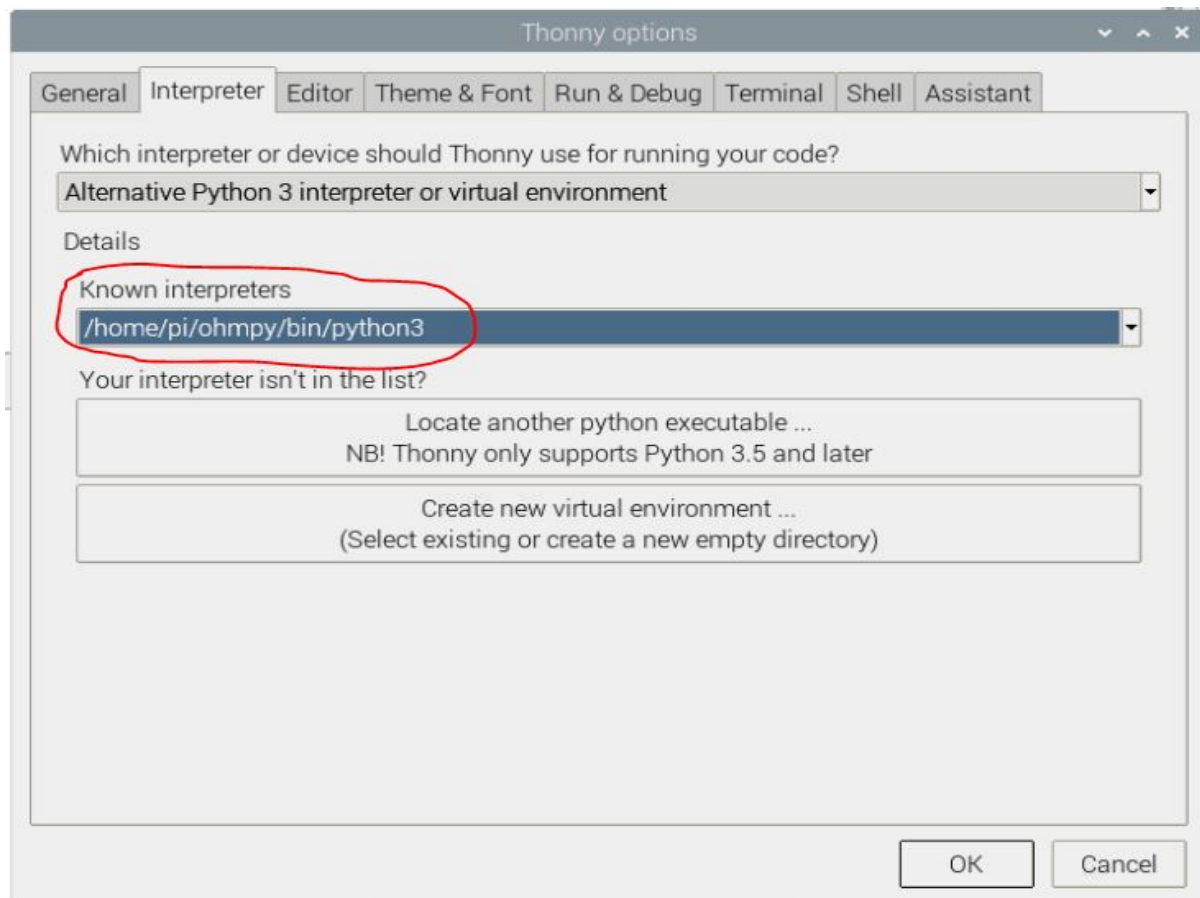 Thonny options
General Interpreter Editor Theme & Font Run & Debug Terminal Shell Assistant
Which interpreter or device should Thonny use for running your code?
Alternative Python 3 interpreter or virtual environment
Details
Known interpreters
/home/pi/ohmpy/bin/python3
Your interpreter isn't in the list?
Locate another python executable ...
NB! Thonny only supports Python 3.5 and later
Create new virtual environment ...
(Select existing or create a new empty directory)
OK Cancel